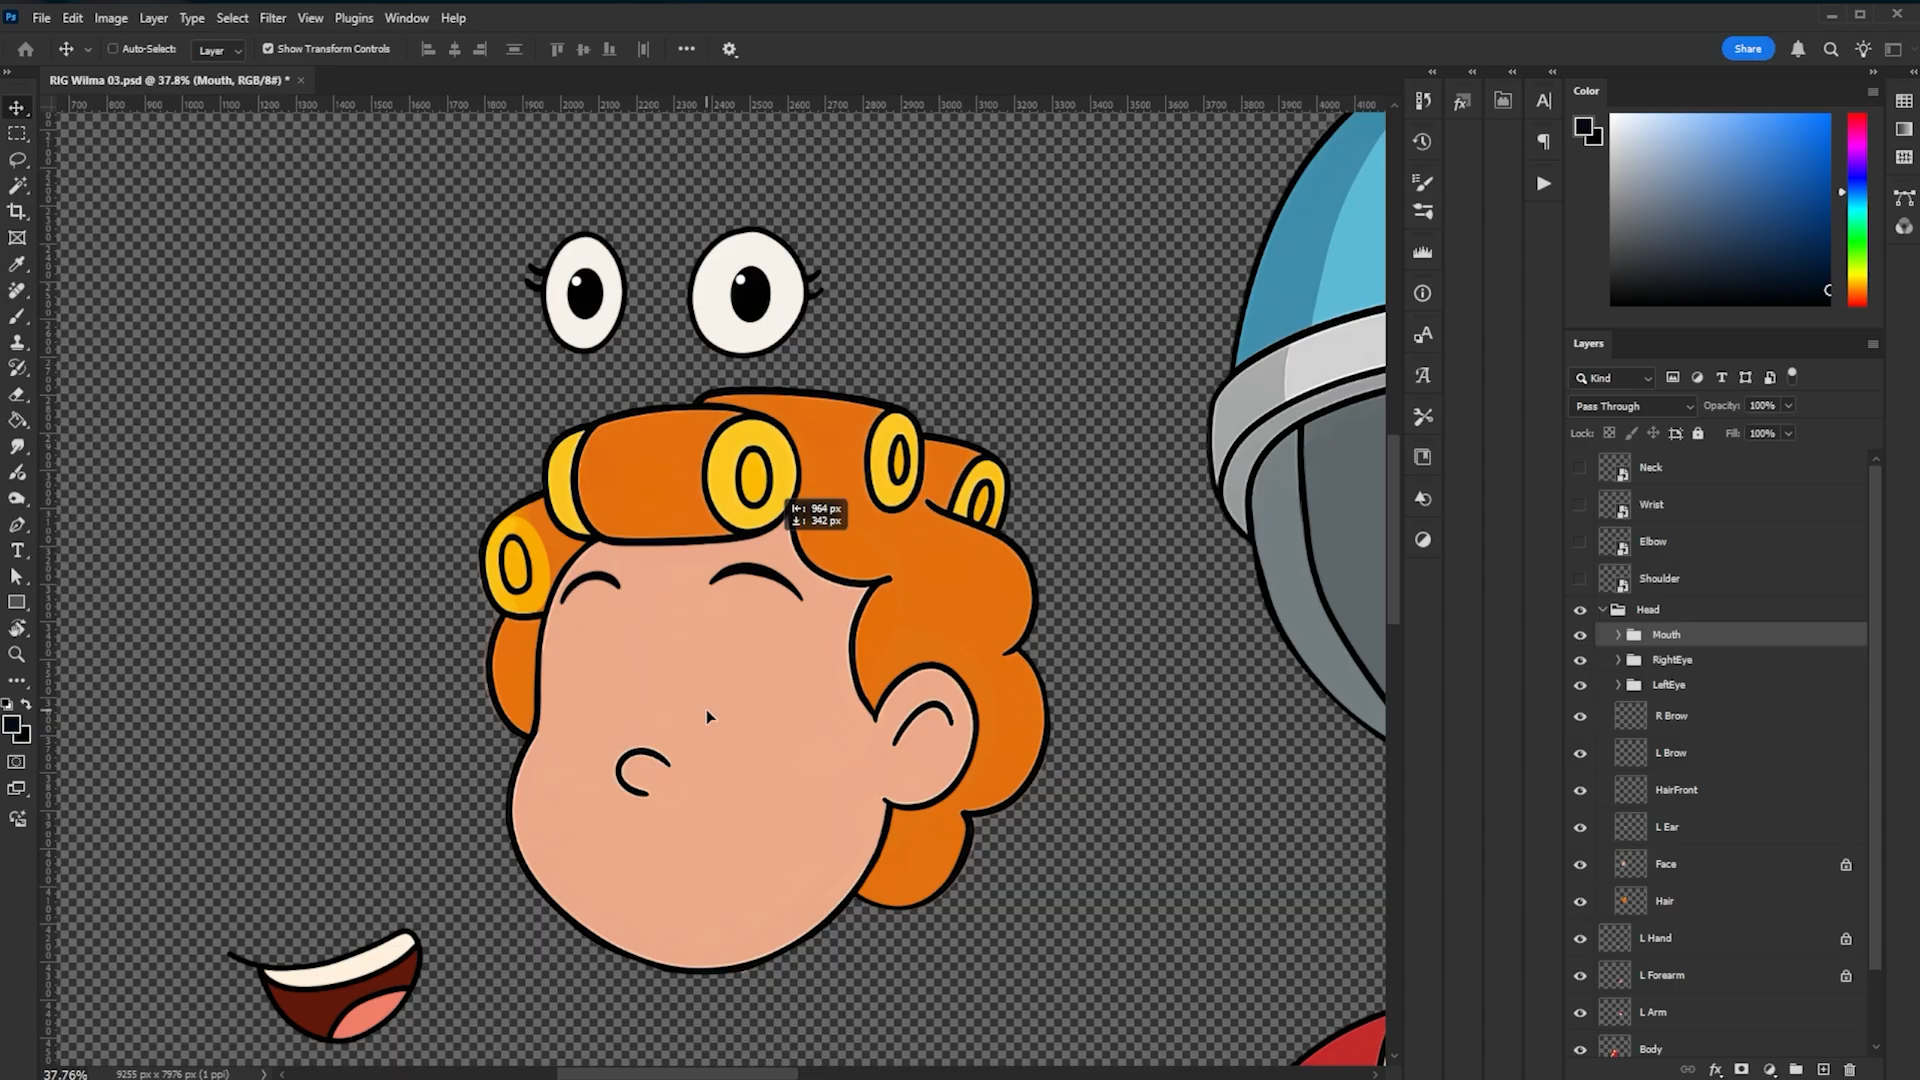 Ps File Edit Image Layer Type Select Filter View Plugins Window Help
Auto-Select: Layer Show Transform Controls Share
RIG Wilma 03.psd @ 37.8% (Mouth, RGB/8#) *
700 800 900 1000 1100 1200 1300 1400 1500 1600 1700 1800 1900 2000 2100 2200 2300 2400 2500 2600 2700 2800 2900 3000 3100 3200 3300 3400 3500 3600 3700 3800 3900 4000 4100
Color
Layers
Kind
Pass Through Opacity: 100%
Lock: Fill: 100%
Neck
Wrist
Elbow
Shoulder
Head
Mouth
RightEye
LeftEye
R Brow
L Brow
HairFront
L Ear
Face
Hair
L Hand
L Forearm
L Arm
Body
964 px
342 px
37.76% 9255 px x 7976 px (1 ppi)